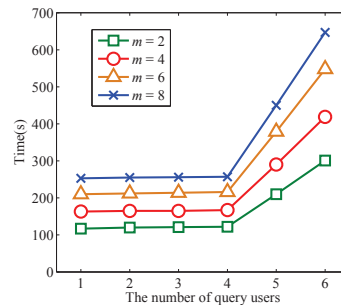 700
600
500
400
300
200
100
0
Time(s)
m = 2
m = 4
m = 6
m = 8
1 2 3 4 5 6
The number of query users